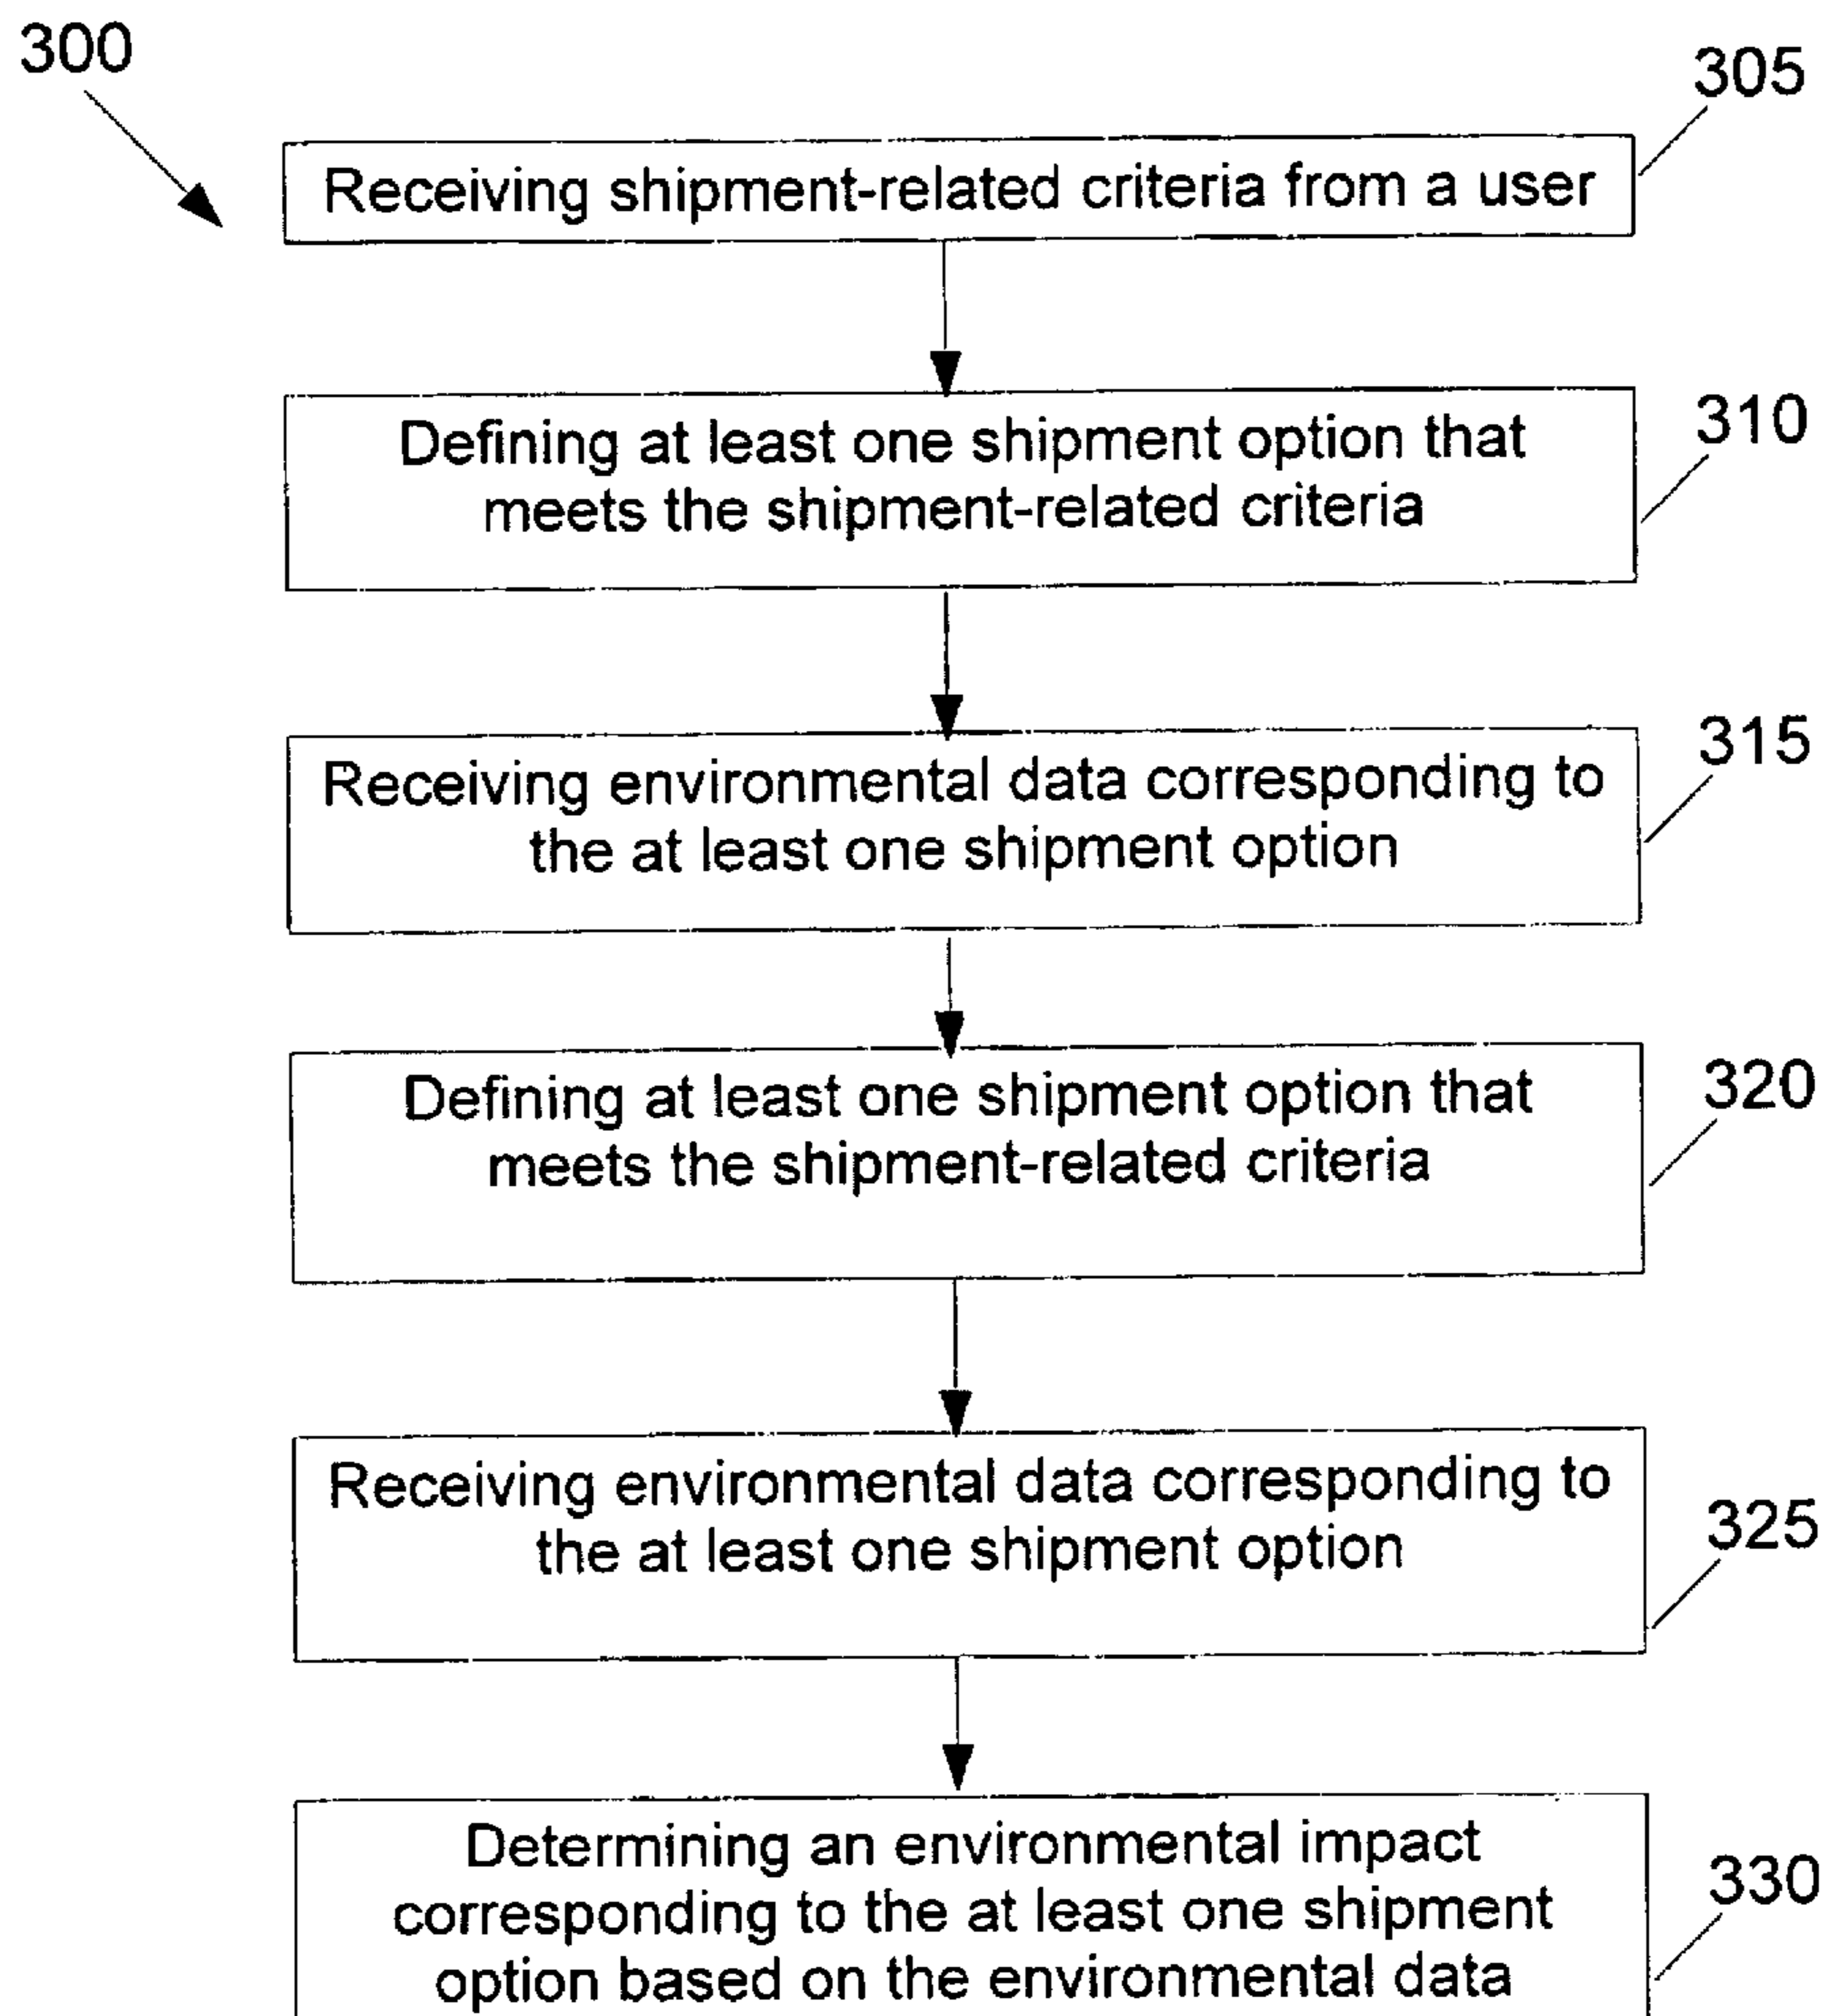 300
305
Receiving shipment-related criteria from a user
310
Defining at least one shipment option that
meets the shipment-related criteria
315
Receiving environmental data corresponding to
the at least one shipment option
320
Defining at least one shipment option that
meets the shipment-related criteria
325
Receiving environmental data corresponding to
the at least one shipment option
330
Determining an environmental impact
corresponding to the at least one shipment
option based on the environmental data